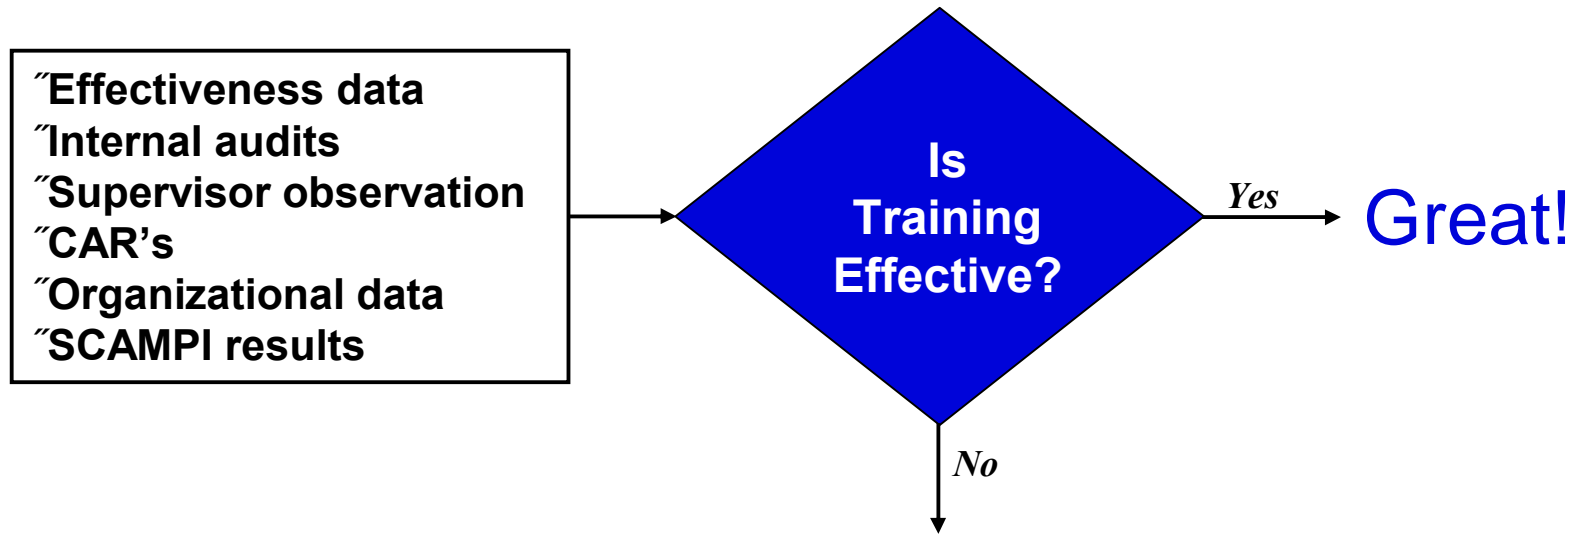 ˝Effectiveness data
˝Internal audits
˝Supervisor observation
˝CAR’s
˝Organizational data
˝SCAMPI results
Is
Training
Effective?
Yes
Great!
No